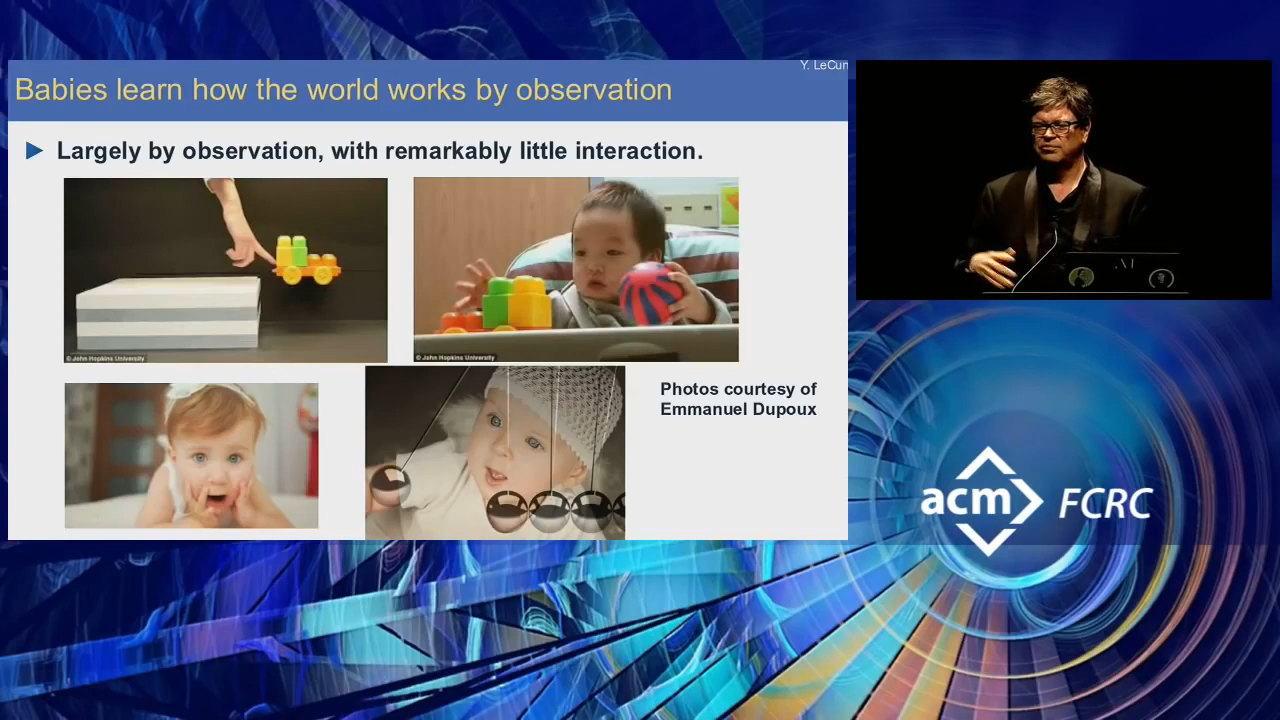 Y. LeCun
Babies learn how the world works by observation
Largely by observation, with remarkably little interaction.
© John Hopkins University
© John Hopkins University
Photos courtesy of
Emmanuel Dupoux
acm FCRC